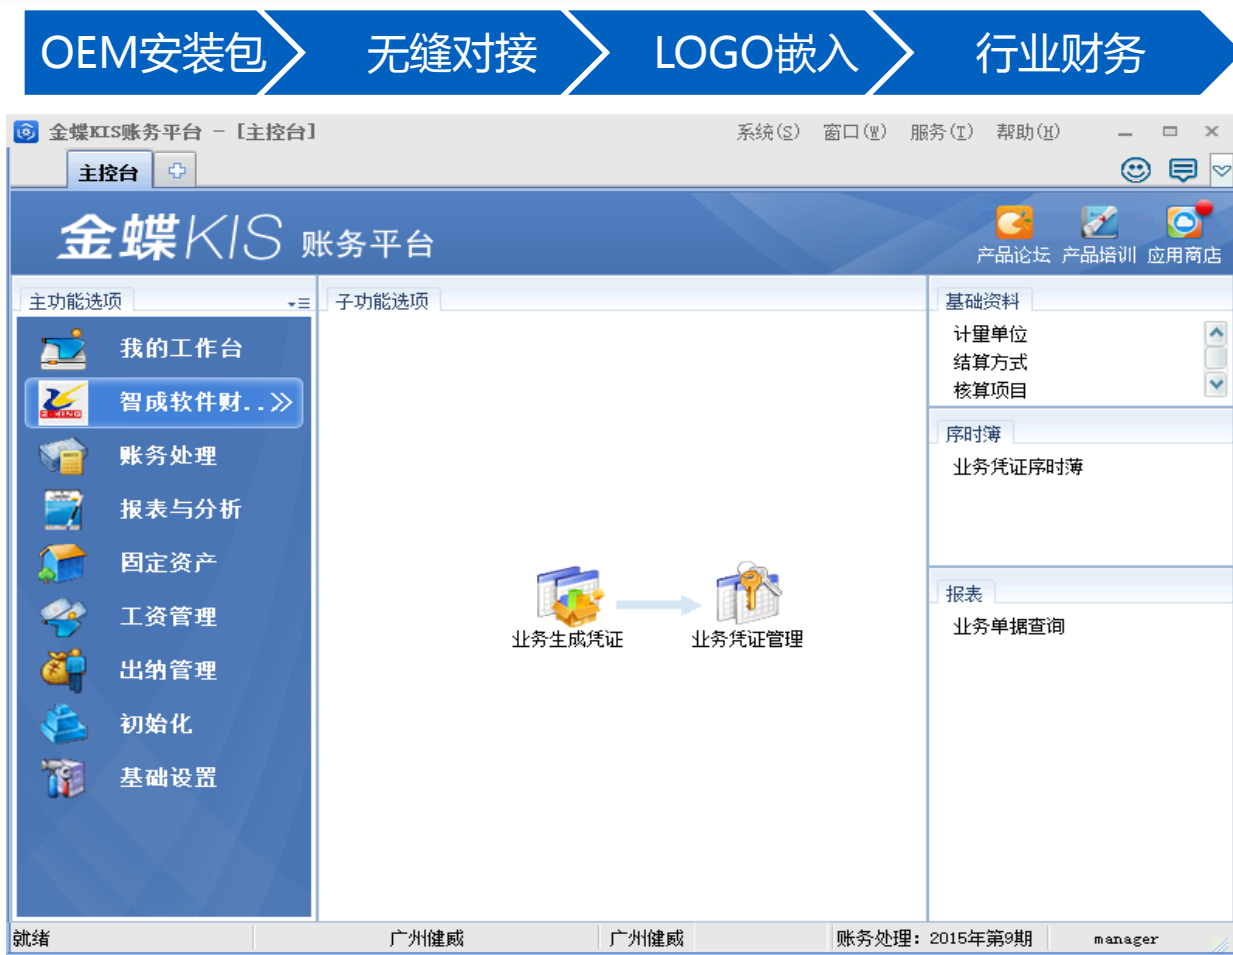 OEM安装包 无缝对接 LOGO嵌入 行业财务
金蝶KIS账务平台 - [主控台] 系统(S) 窗口(W) 服务(T) 帮助(H)
主控台
金蝶KIS 账务平台
产品论坛 产品培训 应用商店
主功能选项
我的工作台
智成软件财..
账务处理
报表与分析
固定资产
工资管理
出纳管理
初始化
基础设置
子功能选项
业务生成凭证 业务凭证管理
基础资料
计量单位
结算方式
核算项目
序时簿
业务凭证序时薄
报表
业务单据查询
就绪 广州健威 广州健威 账务处理：2015年第9期 manager